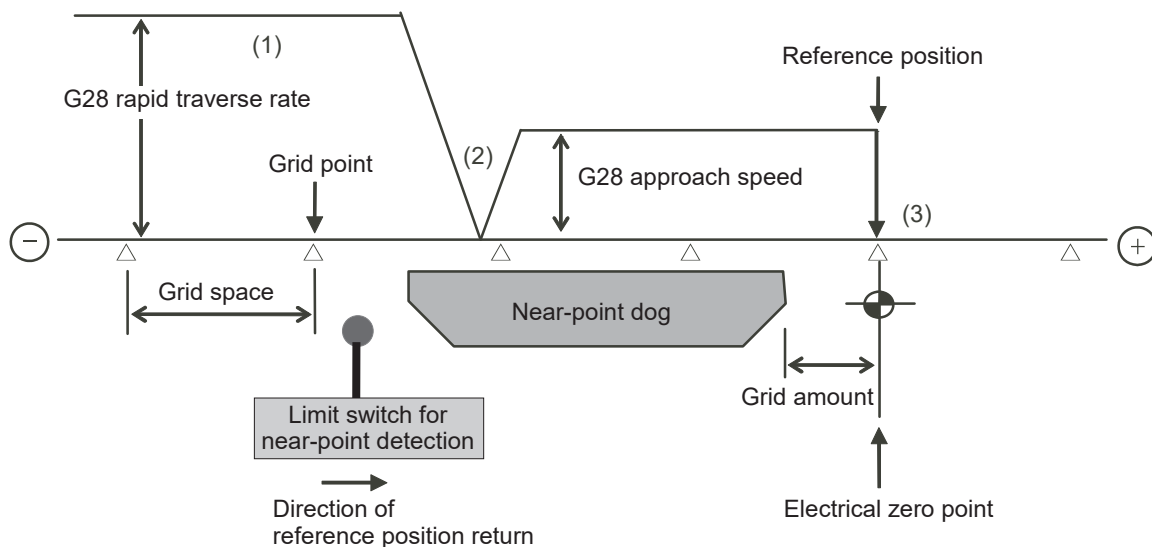 (1)
G28 rapid traverse rate
Reference position
Grid point
(2)
G28 approach speed
(3)
−
+
Grid space
Near-point dog
Grid amount
Limit switch for
near-point detection
Direction of
reference position return
Electrical zero point